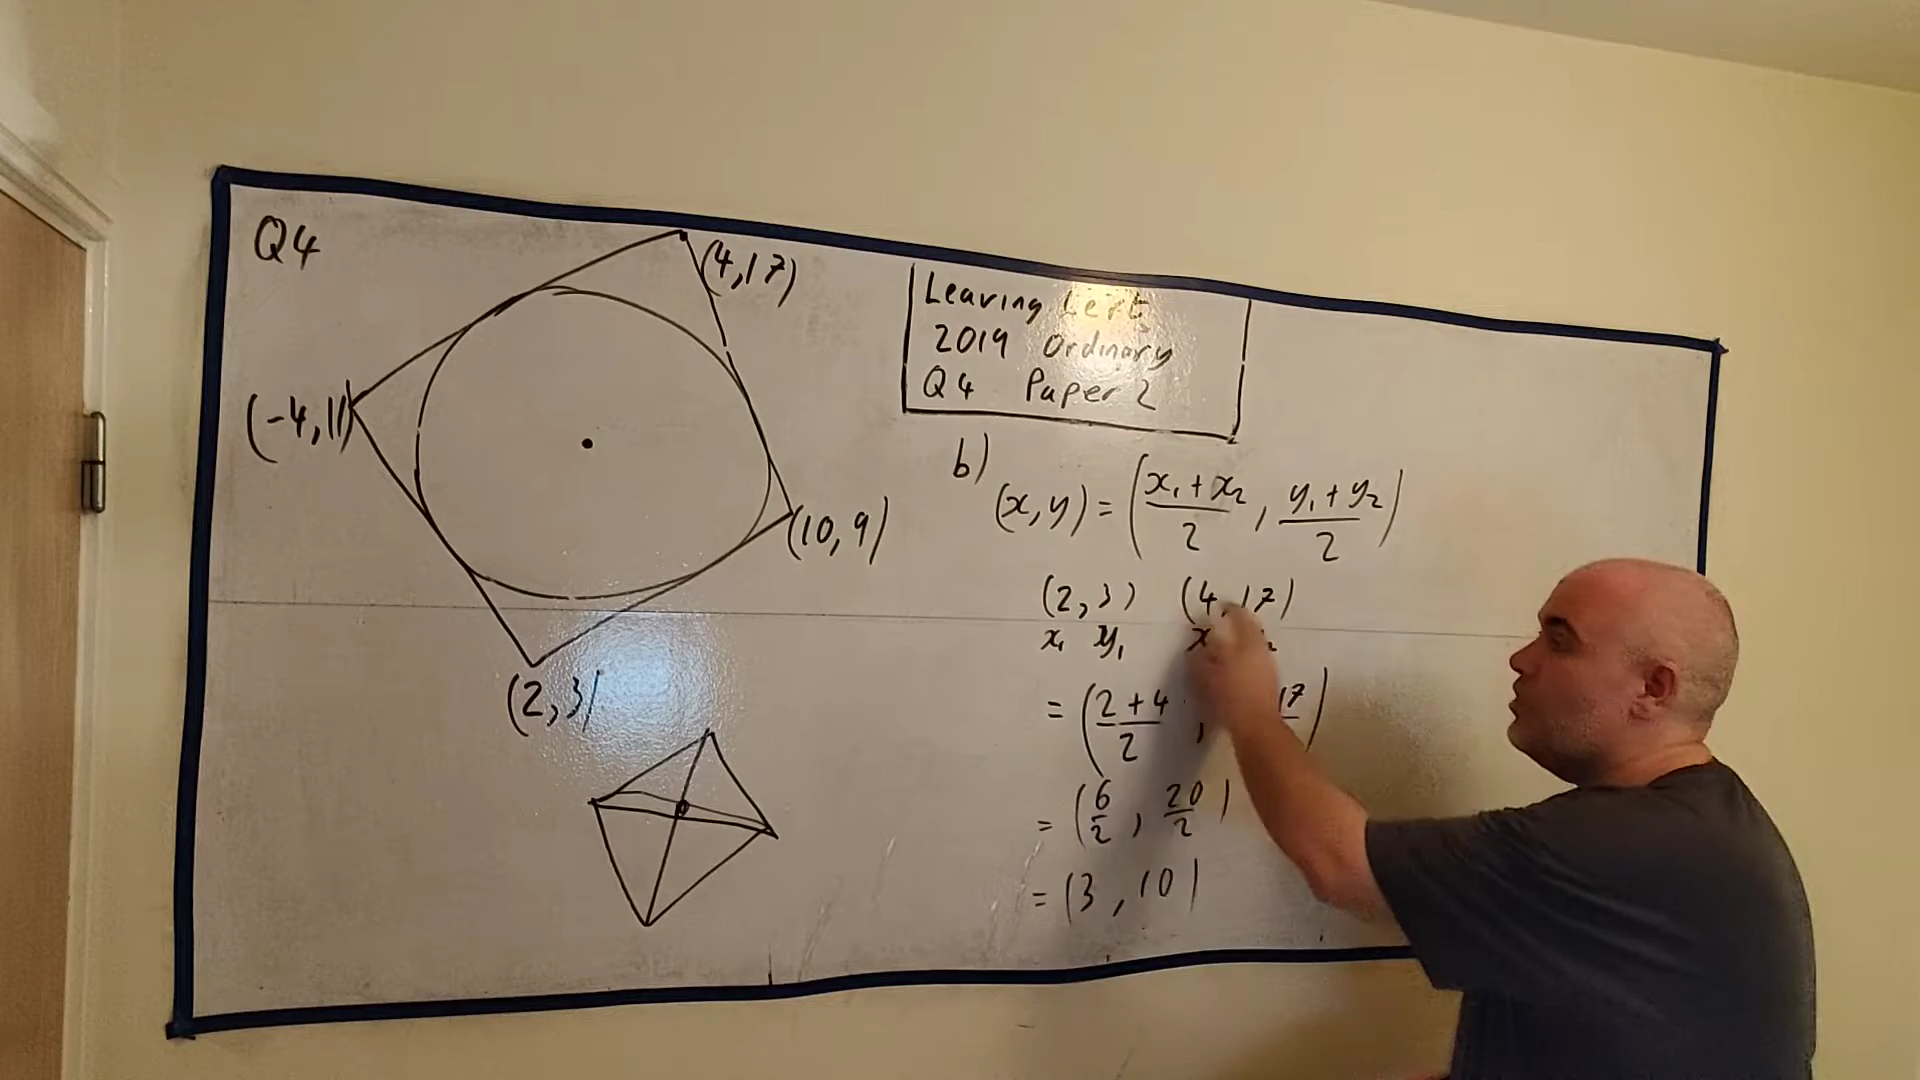 Q4
(4,17)
(-4,11)
(10,9)
(2,3)
Leaving Cert
2019 Ordinary
Q4 Paper 2
b)
(x,y) = (x₁ + x₂ / 2 , y₁ + y₂ / 2)
(2,3) (4,17)
x₁ y₁ x
= (2 + 4 / 2 , 17
= (6/2 , 20/2)
= (3 , 10)